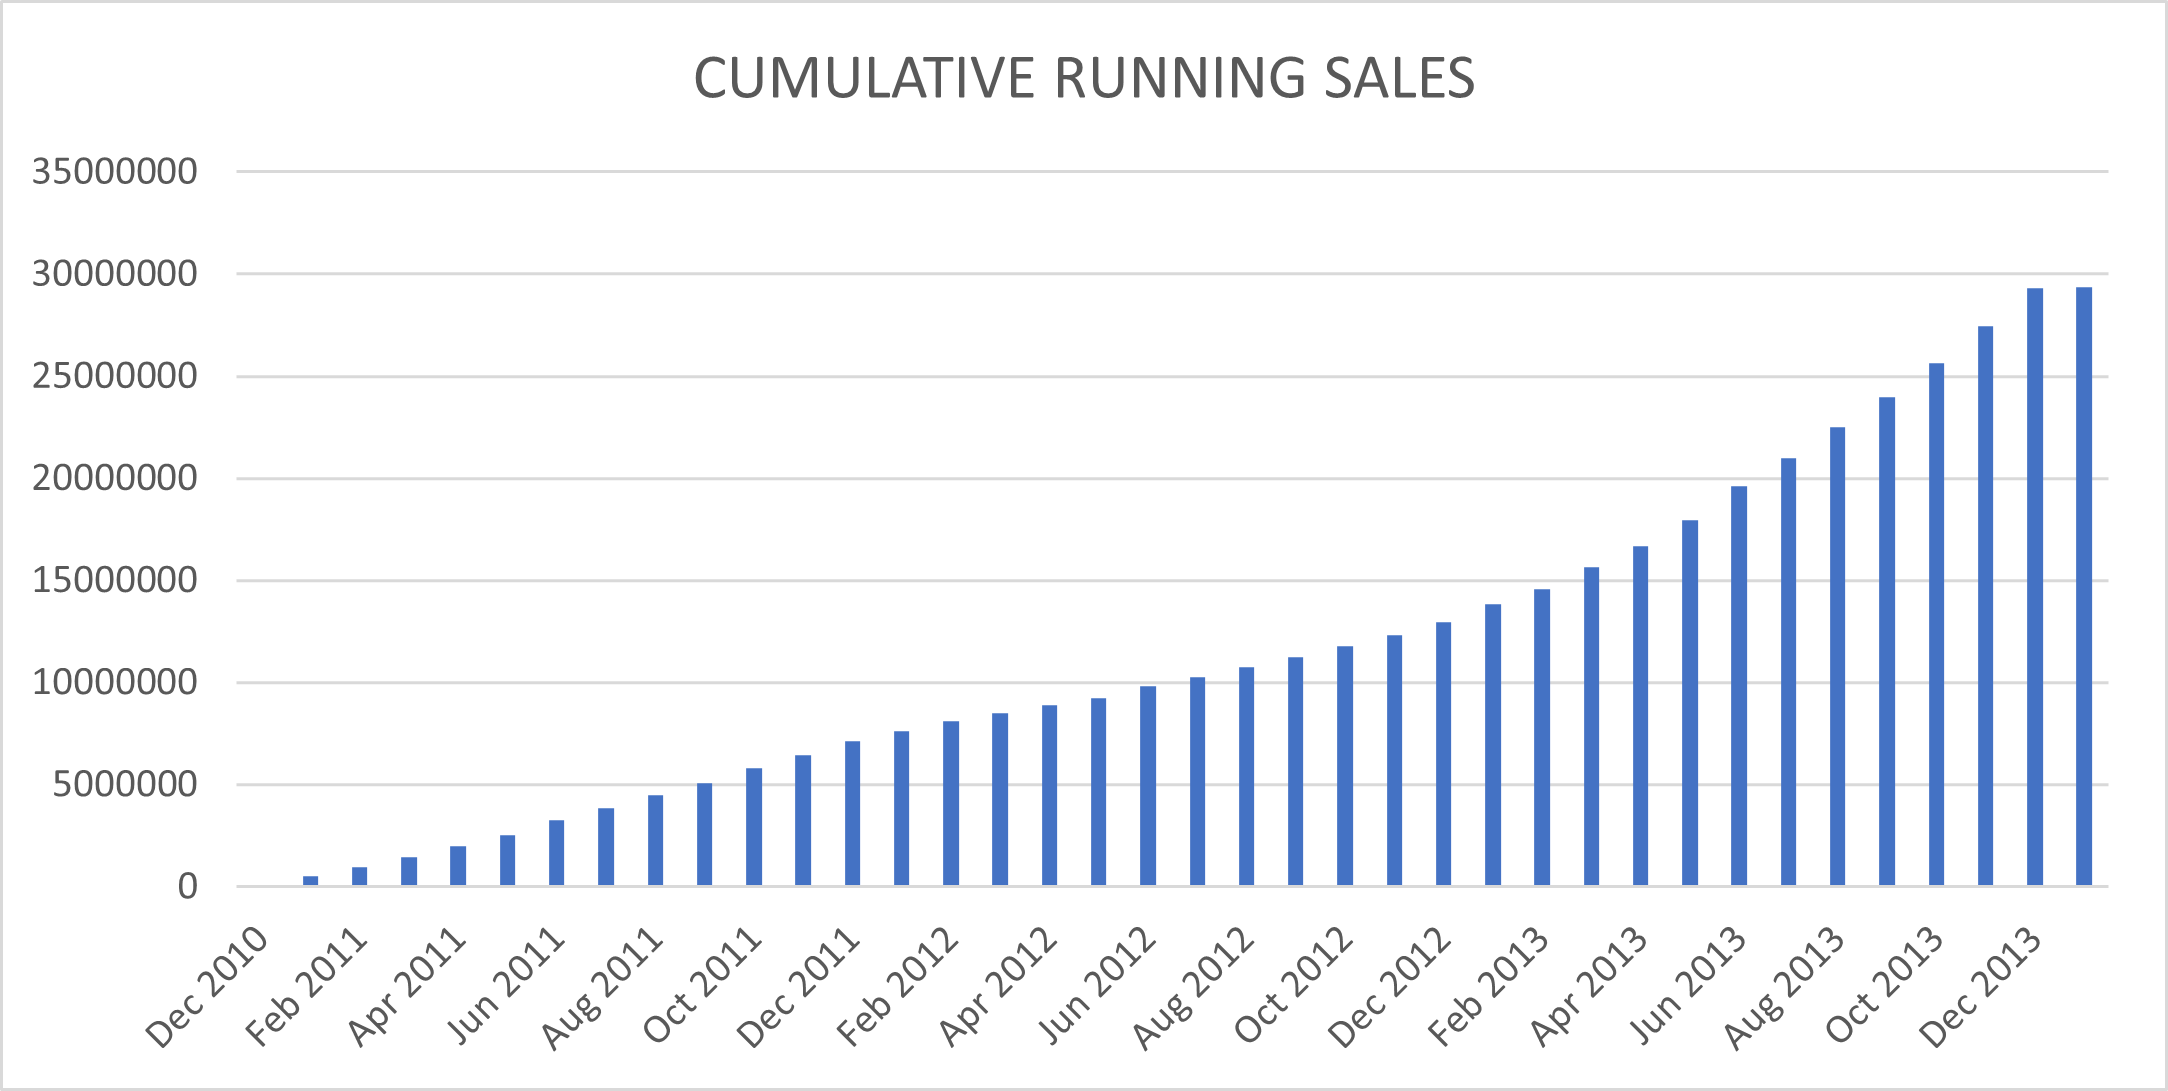 CUMULATIVE RUNNING SALES
35000000
30000000
25000000
20000000
15000000
10000000
5000000
0
Dec 2010
Feb 2011
Apr 2011
Jun 2011
Aug 2011
Oct 2011
Dec 2011
Feb 2012
Apr 2012
Jun 2012
Aug 2012
Oct 2012
Dec 2012
Feb 2013
Apr 2013
Jun 2013
Aug 2013
Oct 2013
Dec 2013